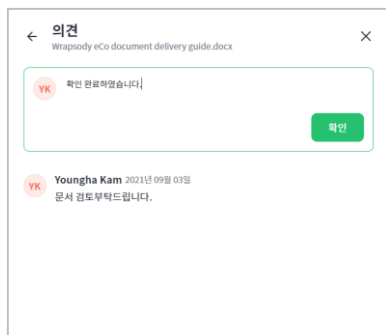 의견
Wrapsody eCo document delivery guide.docx
YK 확인 완료하였습니다.
확인
YK Youngha Kam 2021년 09월 03일
문서 검토부탁드립니다.